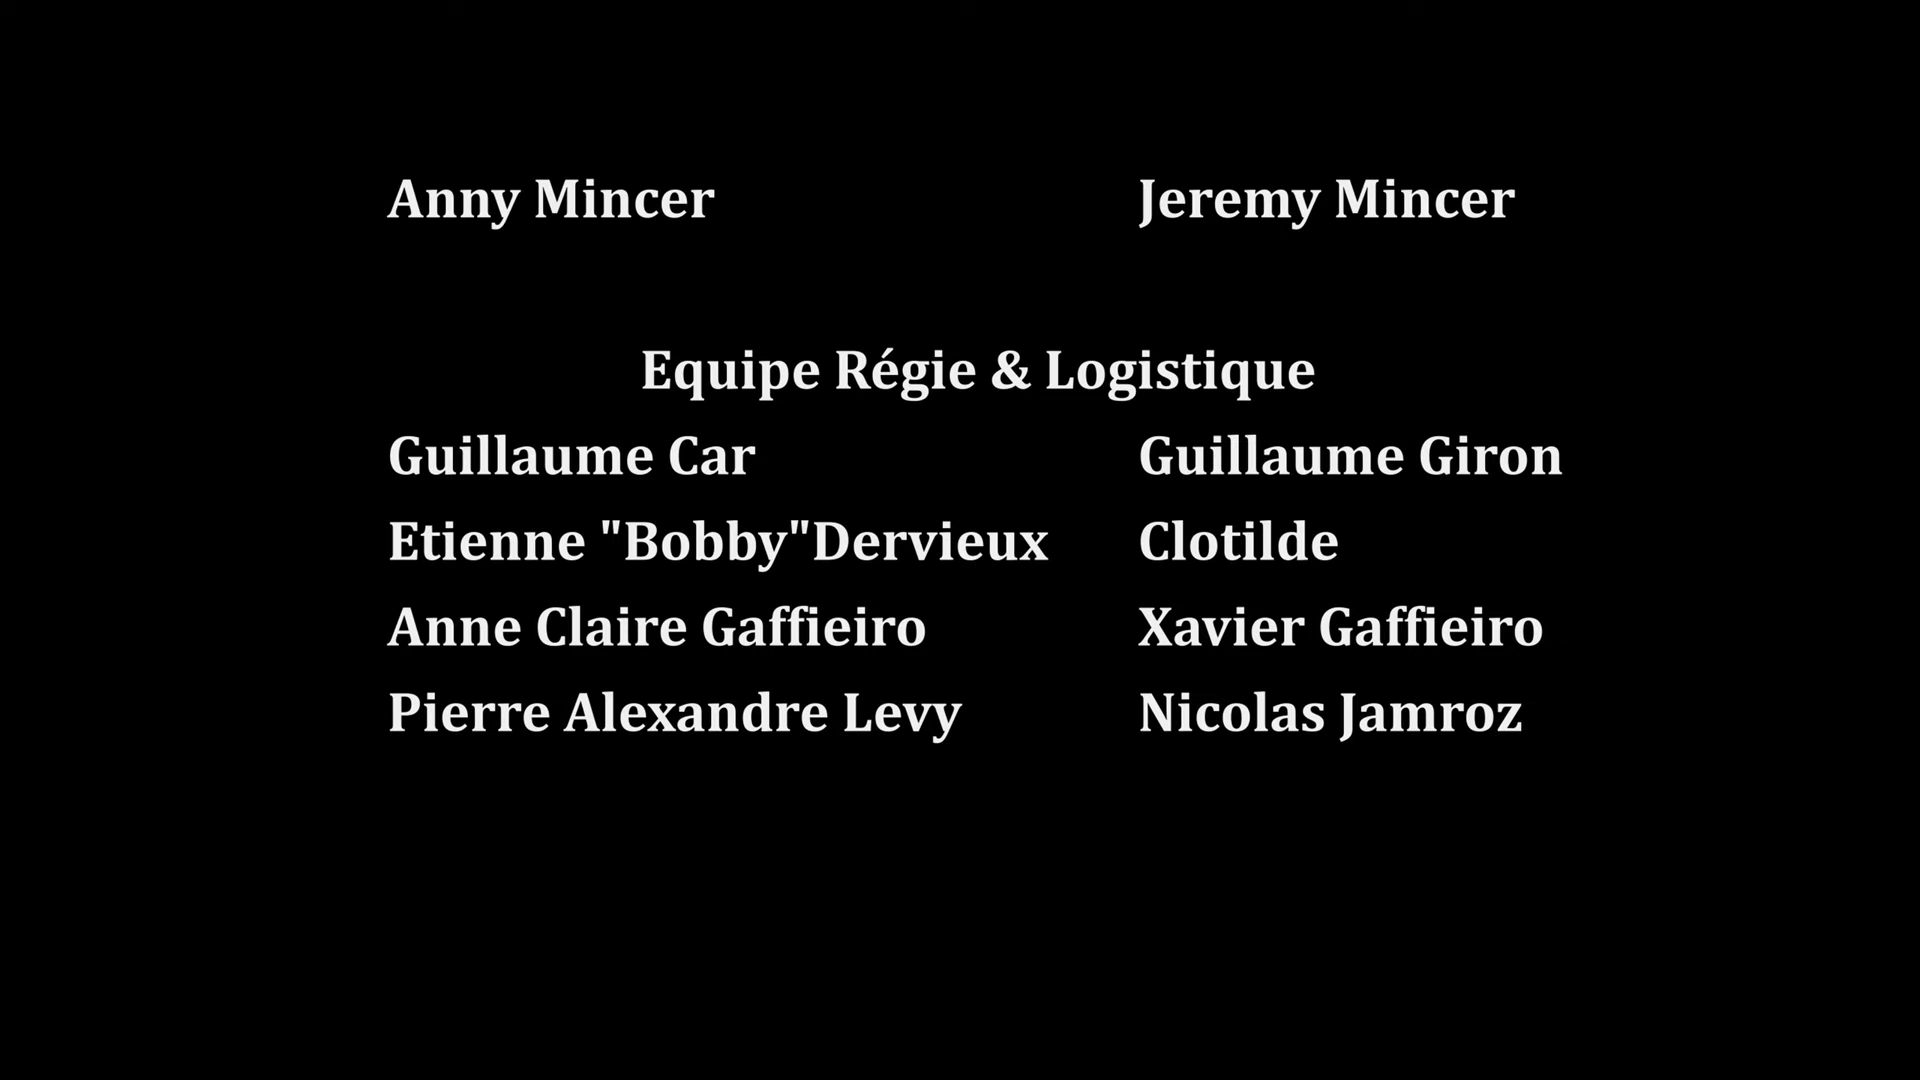 Anny Mincer Jeremy Mincer
Equipe Régie & Logistique
Guillaume Car Guillaume Giron
Etienne "Bobby"Dervieux Clotilde
Anne Claire Gaffieiro Xavier Gaffieiro
Pierre Alexandre Levy Nicolas Jamroz